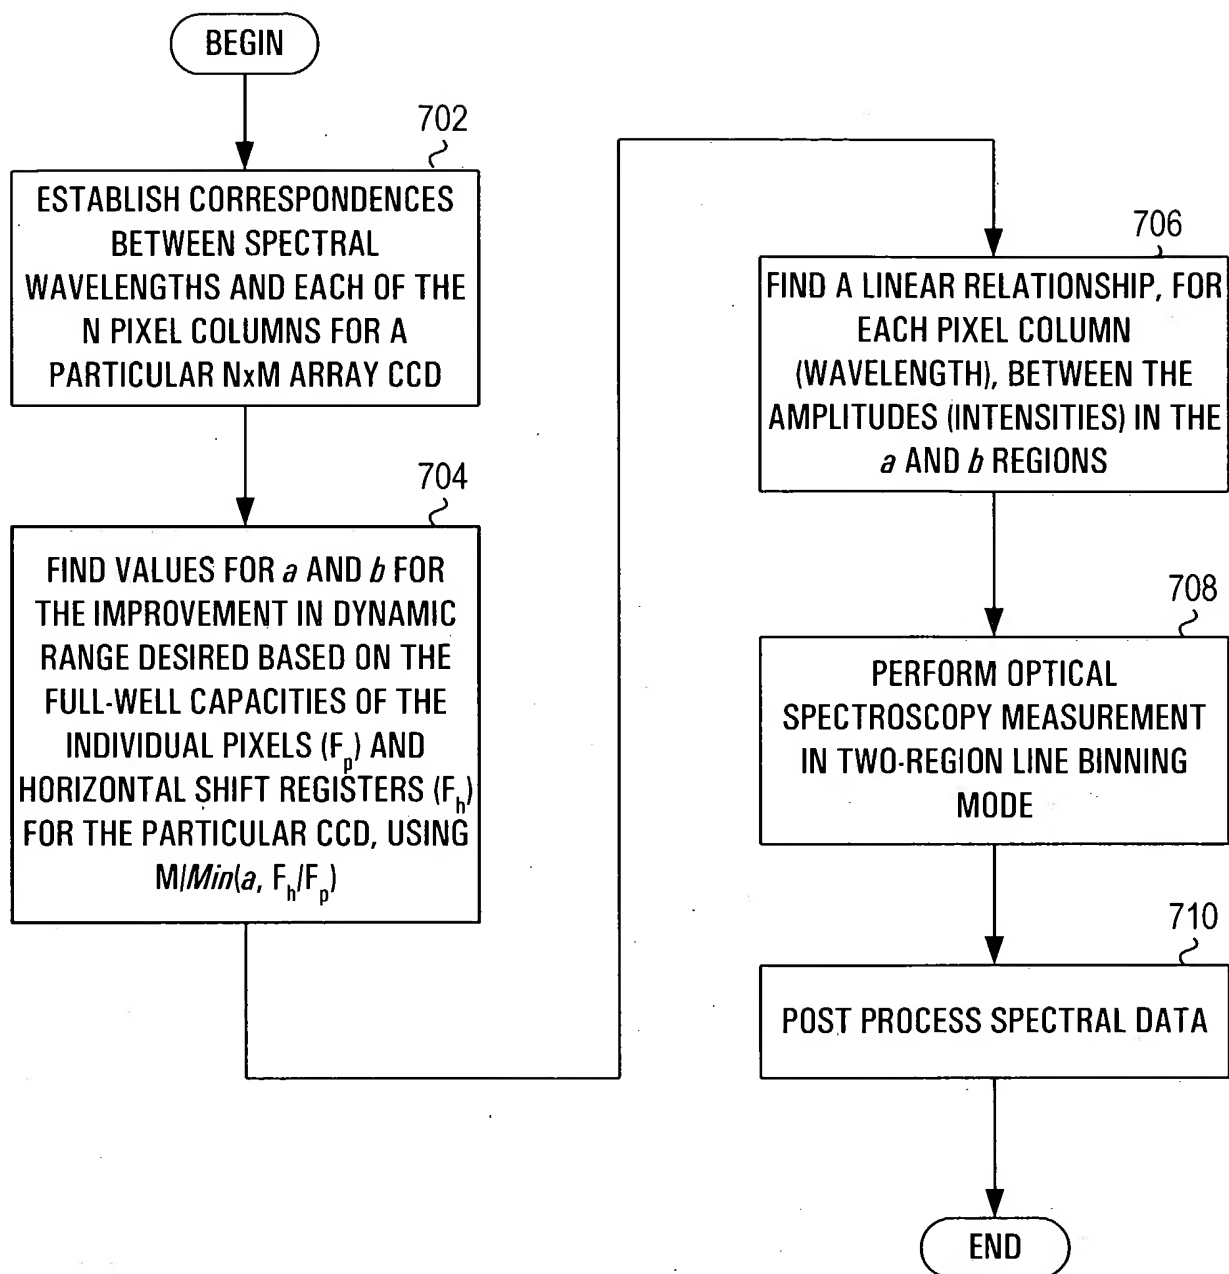 BEGIN
702
ESTABLISH CORRESPONDENCES
BETWEEN SPECTRAL
WAVELENGTHS AND EACH OF THE
N PIXEL COLUMNS FOR A
PARTICULAR NxM ARRAY CCD
704
FIND VALUES FOR a AND b FOR
THE IMPROVEMENT IN DYNAMIC
RANGE DESIRED BASED ON THE
FULL-WELL CAPACITIES OF THE
INDIVIDUAL PIXELS (Fp) AND
HORIZONTAL SHIFT REGISTERS (Fh)
FOR THE PARTICULAR CCD, USING
M/Min(a, Fh/Fp)
706
FIND A LINEAR RELATIONSHIP, FOR
EACH PIXEL COLUMN
(WAVELENGTH), BETWEEN THE
AMPLITUDES (INTENSITIES) IN THE
a AND b REGIONS
708
PERFORM OPTICAL
SPECTROSCOPY MEASUREMENT
IN TWO-REGION LINE BINNING
MODE
710
POST PROCESS SPECTRAL DATA
END